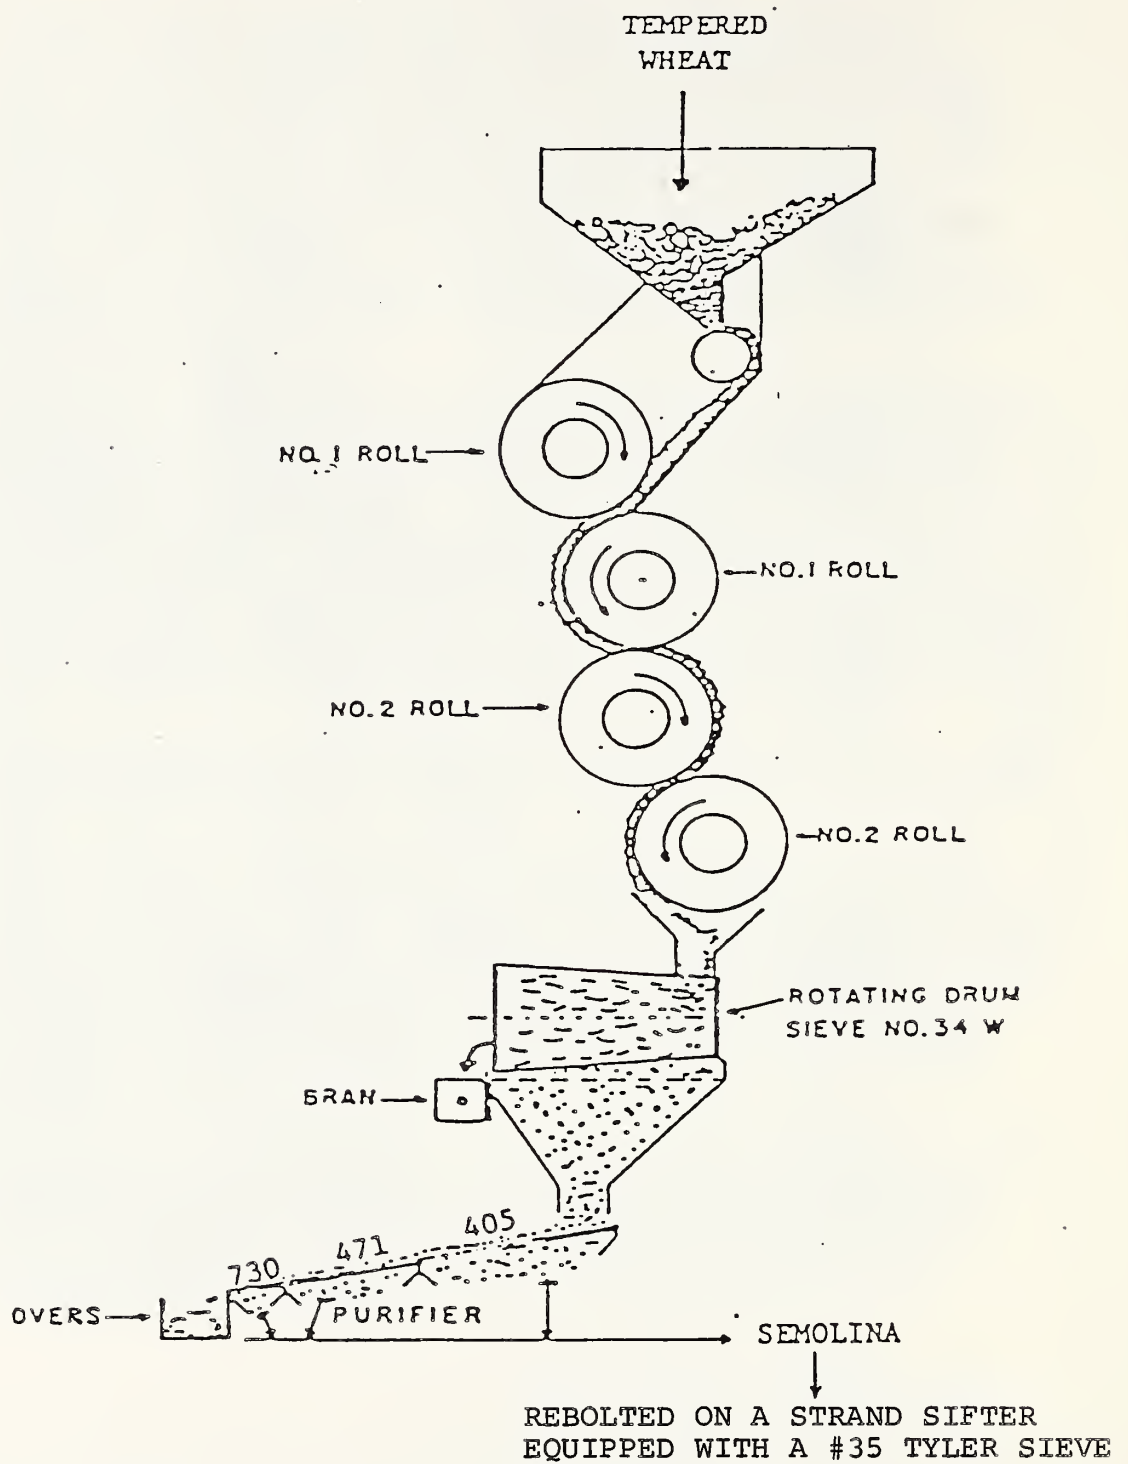 TEMPERED
WHEAT
NO. 1 ROLL
NO. 1 ROLL
NO. 2 ROLL
NO. 2 ROLL
ROTATING DRUM
SIEVE NO. 34 W
BRAN
405
471
730
OVERS
PURIFIER
SEMOLINA
REBOLTED ON A STRAND SIFTER
EQUIPPED WITH A #35 TYLER SIEVE